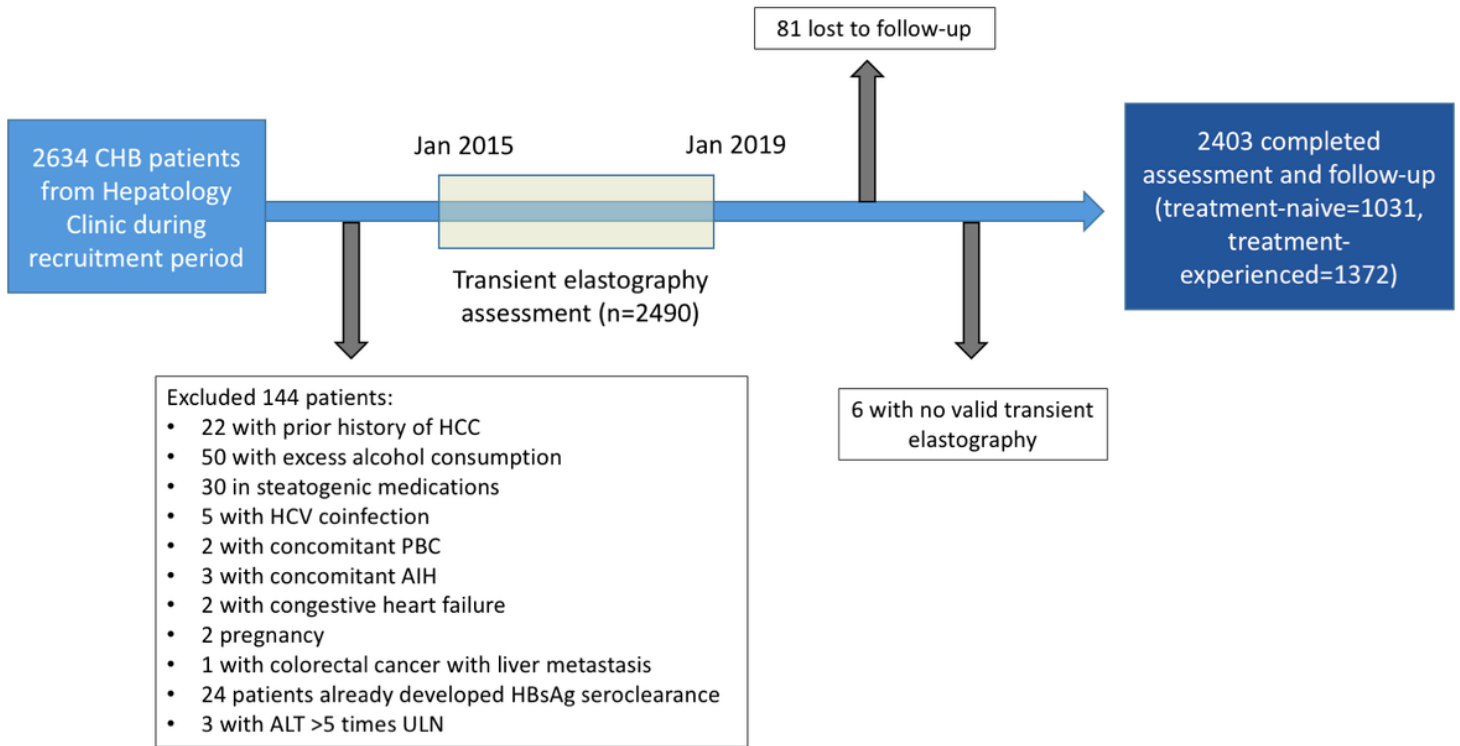 81 lost to follow-up
2634 CHB patients
from Hepatology
Clinic during
recruitment period
Jan 2015
Jan 2019
Transient elastography
assessment (n=2490)
2403 completed
assessment and follow-up
(treatment-naive=1031,
treatment-
experienced=1372)
Excluded 144 patients:
• 22 with prior history of HCC
• 50 with excess alcohol consumption
• 30 in steatogenic medications
• 5 with HCV coinfection
• 2 with concomitant PBC
• 3 with concomitant AIH
• 2 with congestive heart failure
• 2 pregnancy
• 1 with colorectal cancer with liver metastasis
• 24 patients already developed HBsAg seroclearance
• 3 with ALT >5 times ULN
6 with no valid transient
elastography